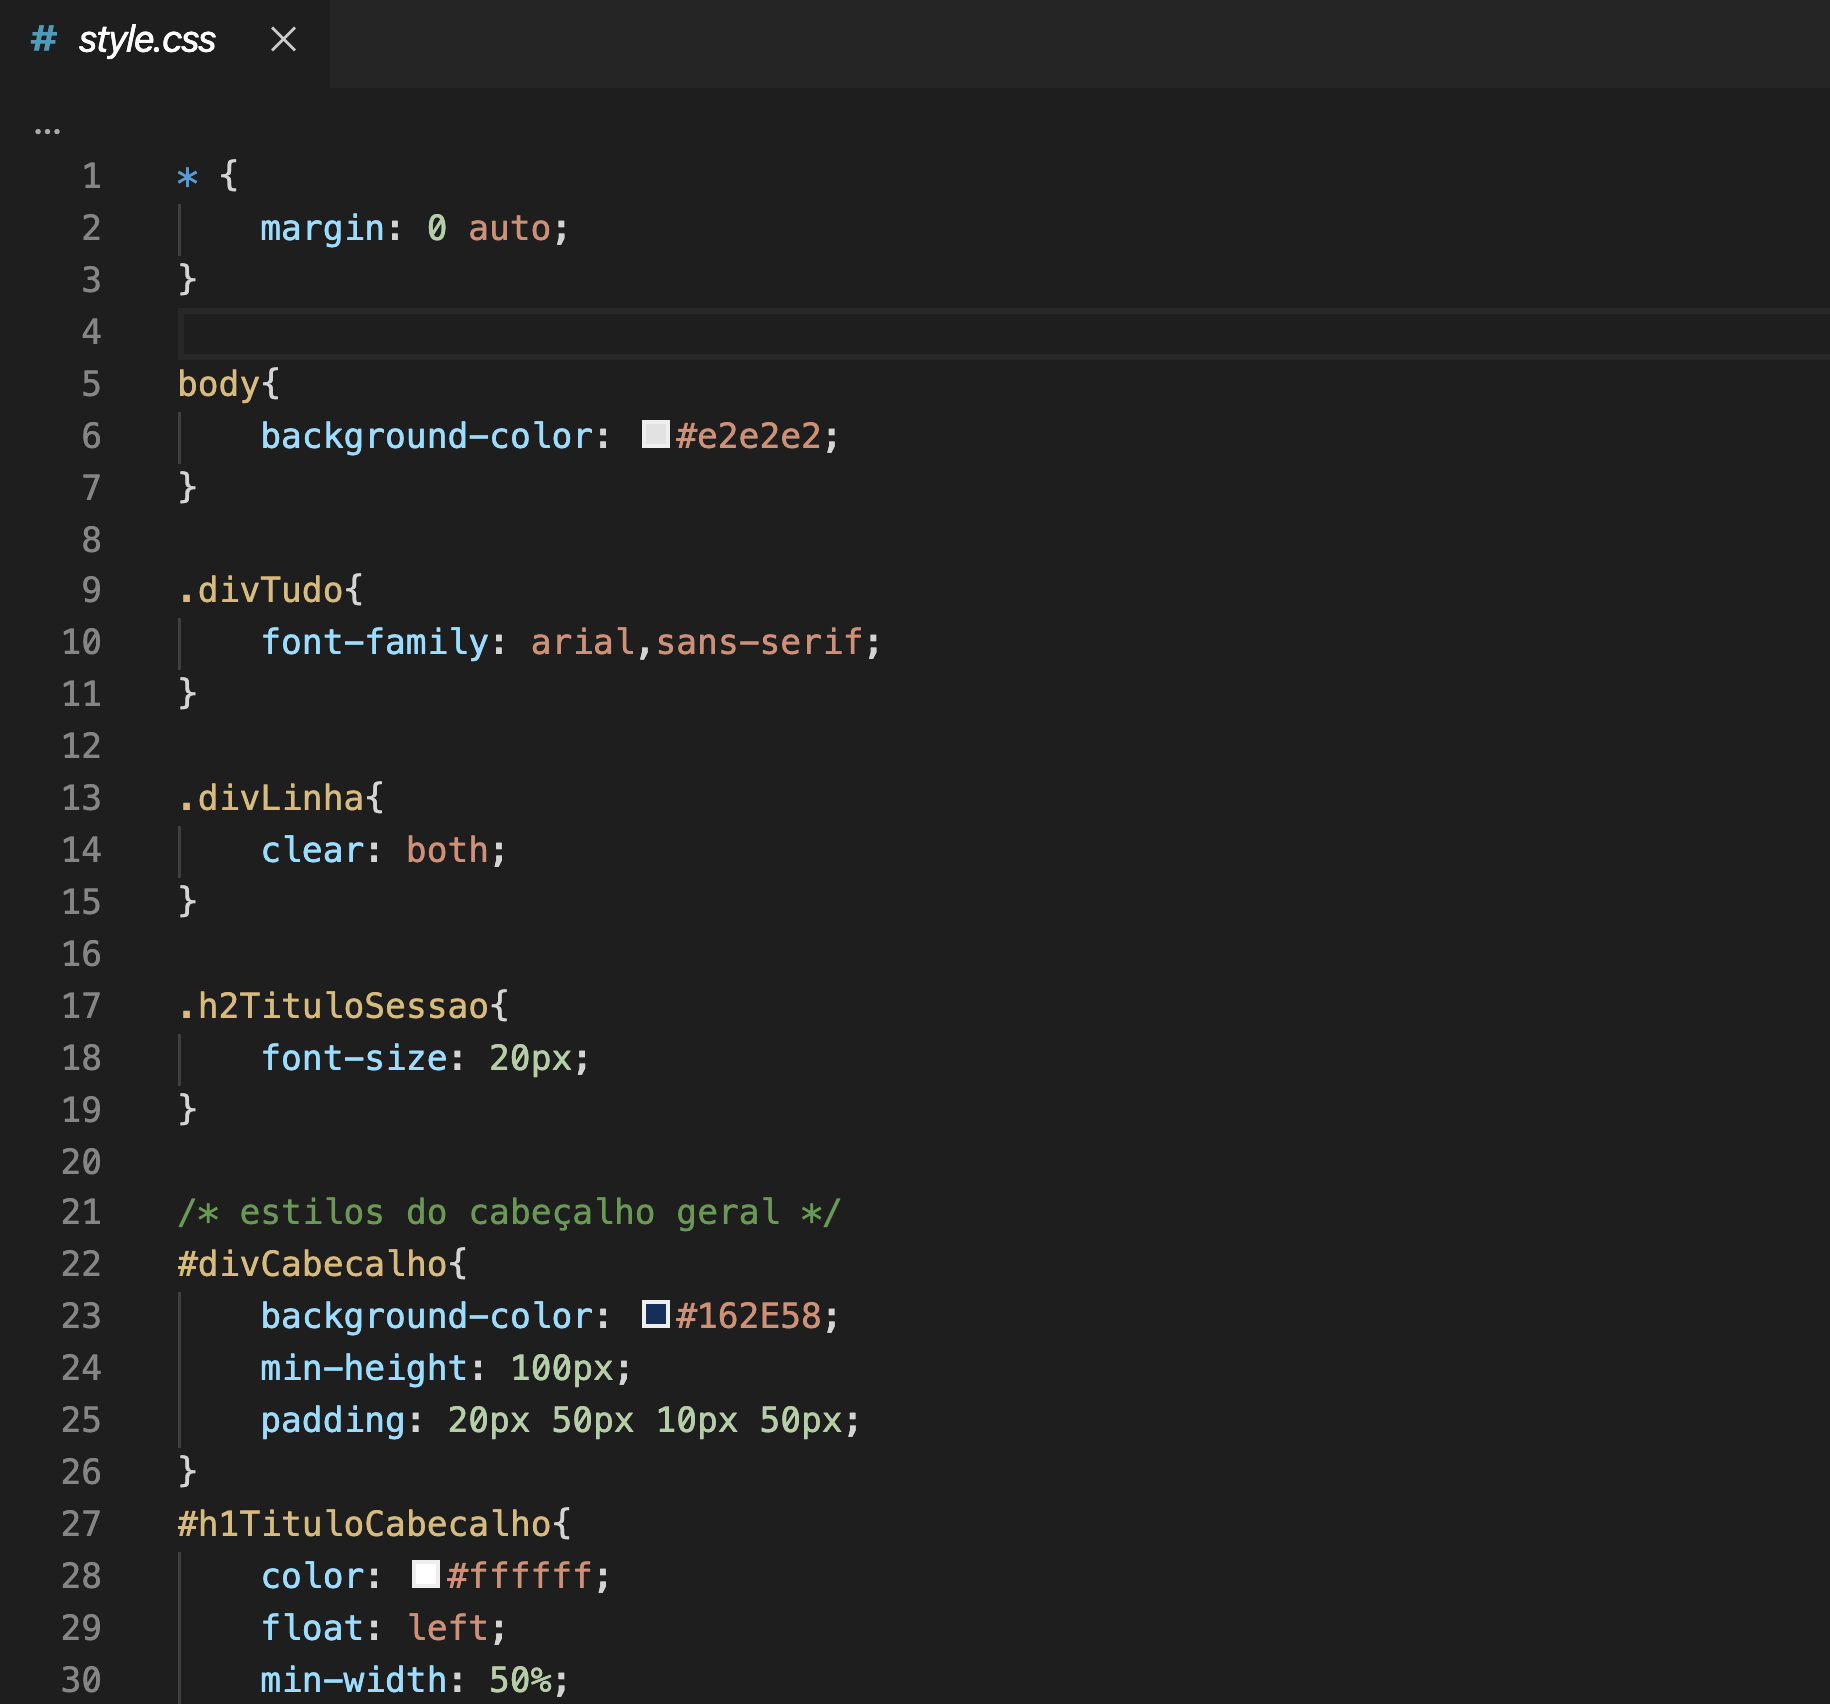 # style.css ×
...
1 * {
2     margin: 0 auto;
3 }
4
5 body{
6     background-color: #e2e2e2;
7 }
8
9 .divTudo{
10     font-family: arial,sans-serif;
11 }
12
13 .divLinha{
14     clear: both;
15 }
16
17 .h2TituloSessao{
18     font-size: 20px;
19 }
20
21 /* estilos do cabeçalho geral */
22 #divCabecalho{
23     background-color: #162E58;
24     min-height: 100px;
25     padding: 20px 50px 10px 50px;
26 }
27 #h1TituloCabecalho{
28     color: #ffffff;
29     float: left;
30     min-width: 50%;